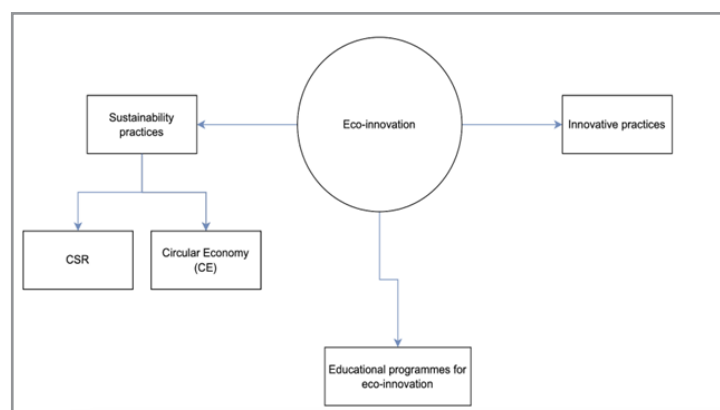 Sustainability
practices
Eco-innovation
Innovative practices
CSR
Circular Economy
(CE)
Educational programmes for
eco-innovation